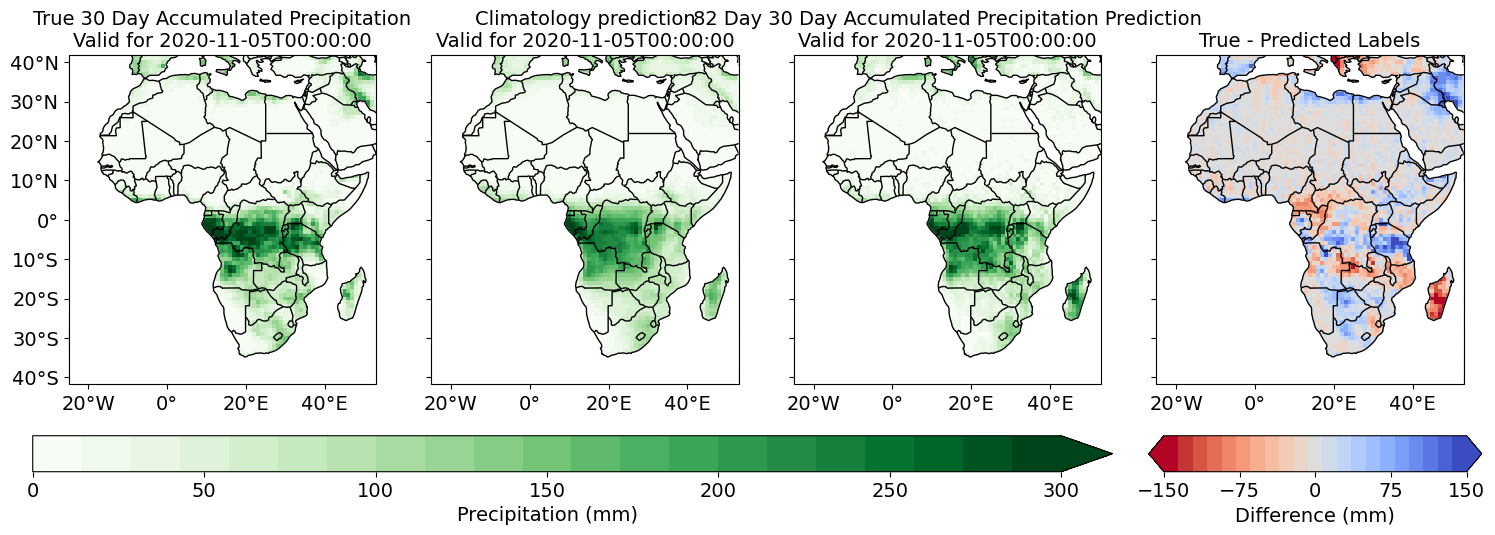 True 30 Day Accumulated Precipitation
Valid for 2020-11-05T00:00:00
Climatology prediction
Valid for 2020-11-05T00:00:00
82 Day 30 Day Accumulated Precipitation Prediction
Valid for 2020-11-05T00:00:00
True - Predicted Labels
40°N
30°N
20°N
10°N
0°
10°S
20°S
30°S
40°S
20°W 0° 20°E 40°E
20°W 0° 20°E 40°E
20°W 0° 20°E 40°E
20°W 0° 20°E 40°E
0 50 100 150 200 250 300
Precipitation (mm)
−150 −75 0 75 150
Difference (mm)